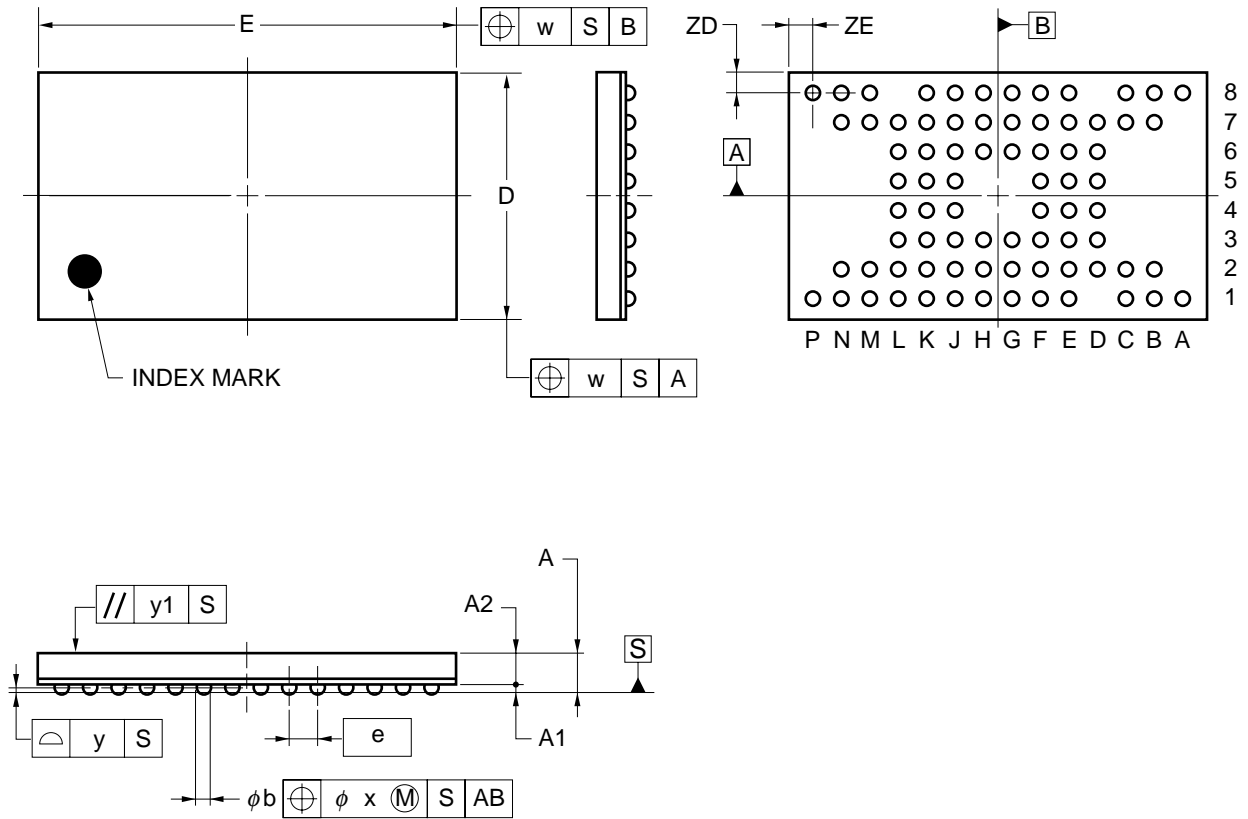 E
w S B
D
INDEX MARK
w S A
ZD
ZE
B
A
8
7
6
5
4
3
2
1
P N M L K J H G F E D C B A
// y1 S
A2
A
S
y S
e
A1
ϕb ϕ x Ⓜ S AB